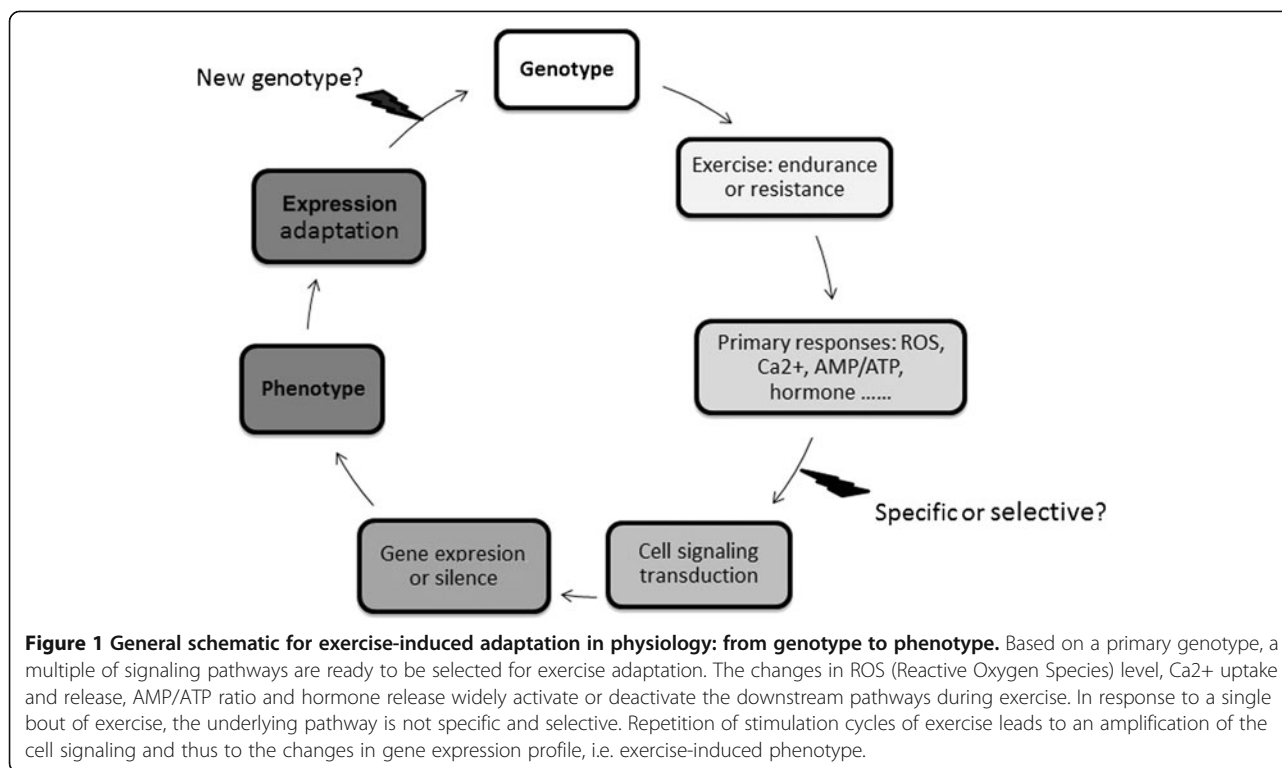 New genotype?
Genotype
Exercise: endurance
or resistance
Expression
adaptation
Primary responses: ROS,
Ca2+, AMP/ATP,
hormone ......
Phenotype
Specific or selective?
Gene expresion
or silence
Cell signaling
transduction
Figure 1 General schematic for exercise-induced adaptation in physiology: from genotype to phenotype. Based on a primary genotype, a
multiple of signaling pathways are ready to be selected for exercise adaptation. The changes in ROS (Reactive Oxygen Species) level, Ca2+ uptake
and release, AMP/ATP ratio and hormone release widely activate or deactivate the downstream pathways during exercise. In response to a single
bout of exercise, the underlying pathway is not specific and selective. Repetition of stimulation cycles of exercise leads to an amplification of the
cell signaling and thus to the changes in gene expression profile, i.e. exercise-induced phenotype.